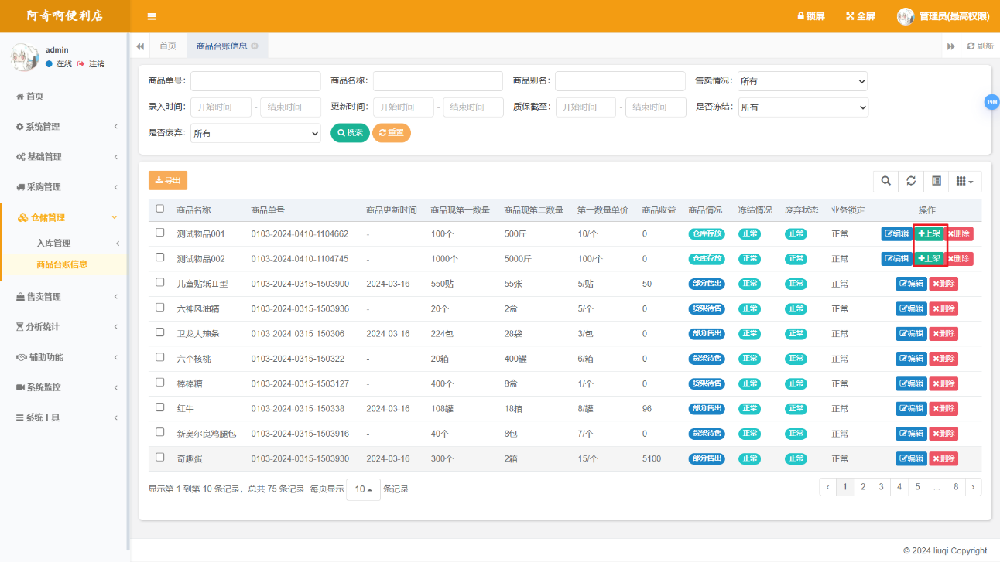 阿奇啊便利店
锁屏 全屏 管理员(最高权限)
admin
在线 注销
首页 商品台账信息 刷新
首页
系统管理
基础管理
采购管理
仓储管理
入库管理
商品台账信息
售卖管理
分析统计
辅助功能
系统监控
系统工具
商品单号： 商品名称： 商品别名： 售卖情况： 所有
录入时间： 开始时间 - 结束时间 更新时间： 开始时间 - 结束时间 质保截至： 开始时间 - 结束时间 是否冻结： 所有
是否废弃： 所有 搜索 重置
19M
导出
商品名称 商品单号 商品更新时间 商品现第一数量 商品现第二数量 第一数量单价 商品收益 商品情况 冻结情况 废弃状态 业务锁定 操作
测试物品001 0103-2024-0410-1104662 - 100个 500斤 10/个 0 仓库存放 正常 正常 正常 编辑 上架 删除
测试物品002 0103-2024-0410-1104745 1000个 5000斤 100/个 0 仓库存放 正常 正常 正常 编辑 上架 删除
儿童贴纸II型 0103-2024-0315-1503900 2024-03-16 550贴 55张 5/贴 50 部分售出 正常 正常 正常 编辑 删除
六神风油精 0103-2024-0315-1503936 - 20个 2盒 5/个 0 货架待售 正常 正常 正常 编辑 删除
卫龙大辣条 0103-2024-0315-150306 2024-03-16 224包 28袋 3/包 0 部分售出 正常 正常 正常 编辑 删除
六个核桃 0103-2024-0315-150322 - 20箱 400罐 6/箱 0 货架待售 正常 正常 正常 编辑 删除
棒棒糖 0103-2024-0315-1503127 - 400个 8盒 1/个 0 货架待售 正常 正常 正常 编辑 删除
红牛 0103-2024-0315-150338 2024-03-16 108罐 18箱 8/罐 96 部分售出 正常 正常 正常 编辑 删除
新奥尔良鸡腿包 0103-2024-0315-1503916 - 40个 8包 7/个 0 货架待售 正常 正常 正常 编辑 删除
奇趣蛋 0103-2024-0315-1503930 2024-03-16 300个 2箱 15/个 5100 部分售出 正常 正常 正常 编辑 删除
显示第 1 到第 10 条记录，总共 75 条记录 每页显示 10 条记录 ‹ 1 2 3 4 5 ... 8 ›
© 2024 liuqi Copyright